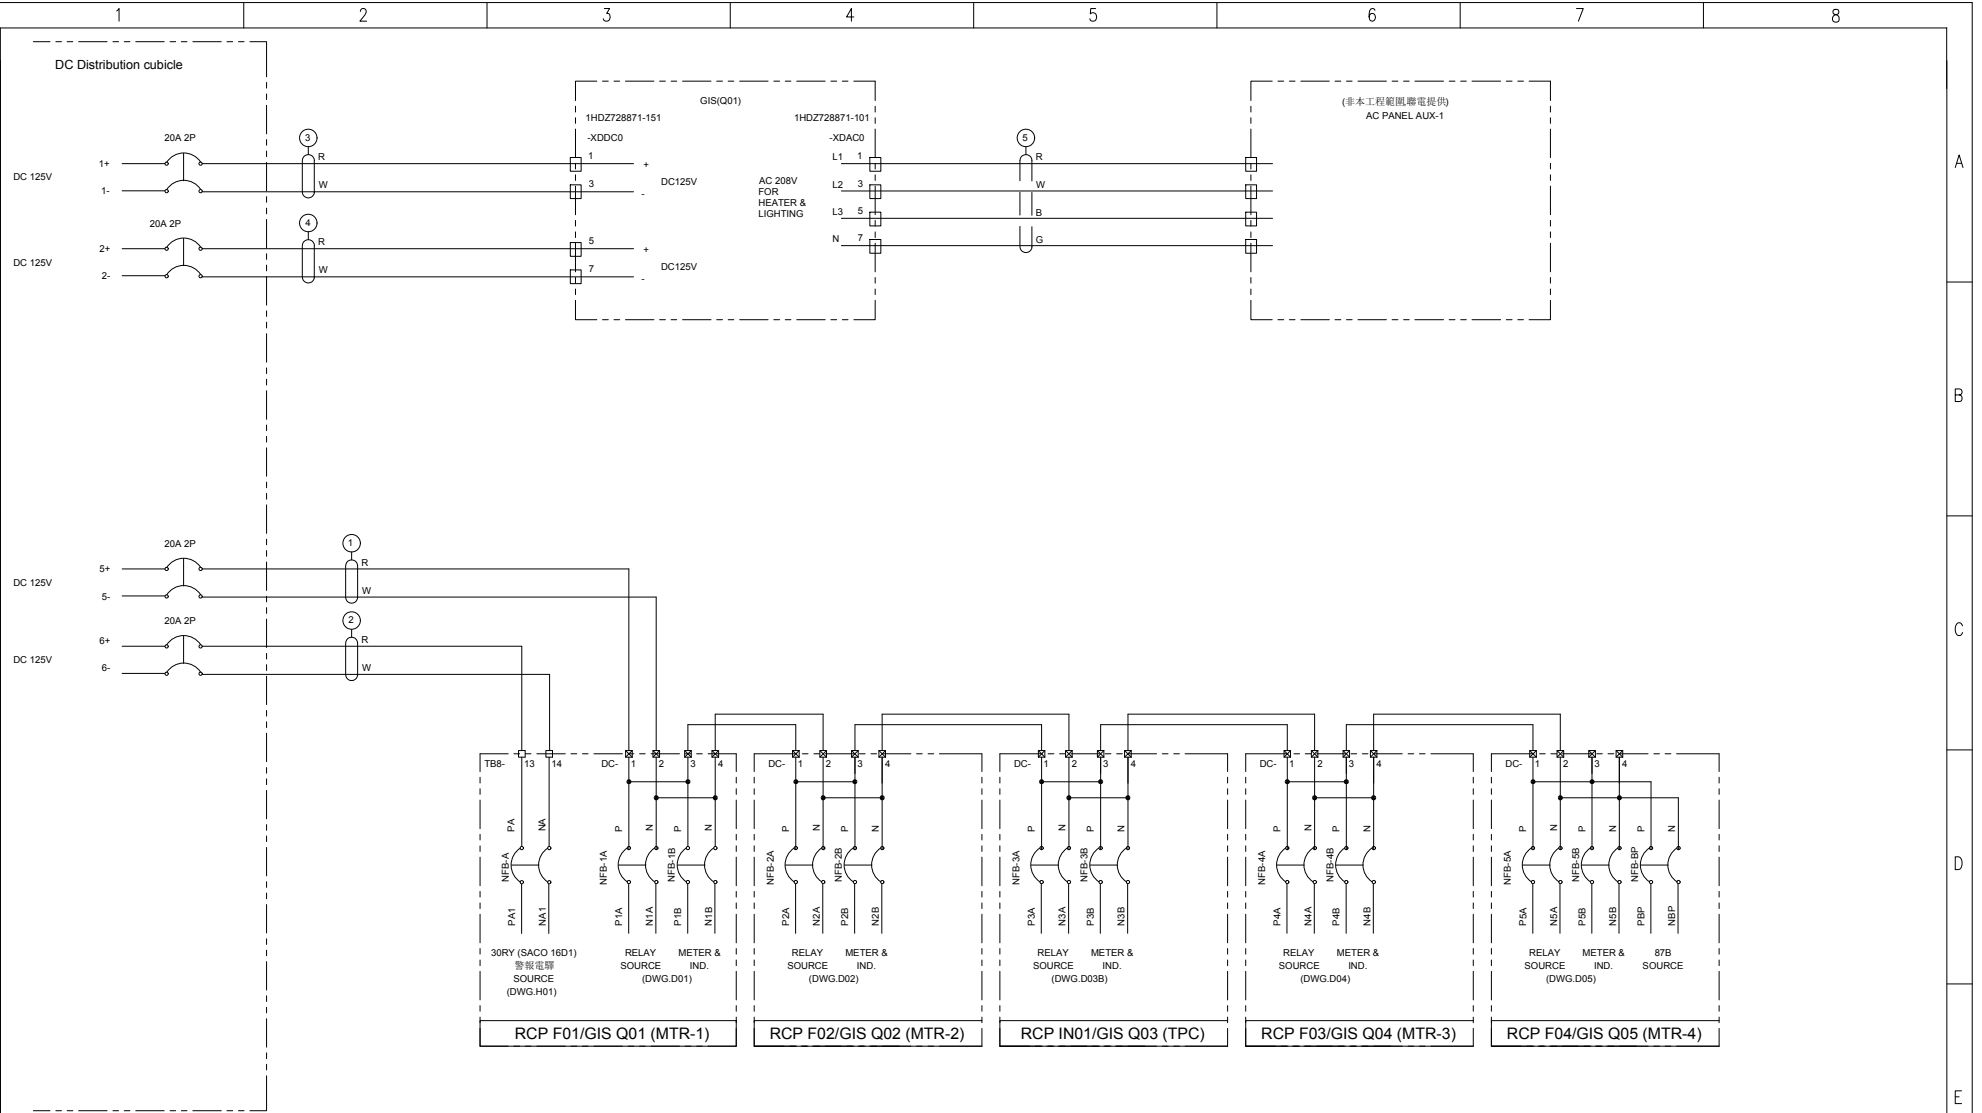 1 2 3 4 5 6 7 8
A
B
C
D
E
DC Distribution cubicle
20A 2P
DC 125V
1+
1-
3
R
W
20A 2P
DC 125V
2+
2-
4
R
W
GIS(Q01)
1HDZ728871-151
-XDDC0
1 +
3 -
DC125V
5 +
7 -
DC125V
1HDZ728871-101
-XDAC0
AC 208V
FOR
HEATER &
LIGHTING
L1 1
L2 3
L3 5
N 7
5
R
W
B
G
(非本工程範圍,聯電提供)
AC PANEL AUX-1
20A 2P
DC 125V
5+
5-
1
R
W
20A 2P
DC 125V
6+
6-
2
R
W
TB8- 13 14 DC- 1 2 3 4
PA NA P N P N
NFB-A NFB-1A NFB-1B
PA1 NA1 P1A N1A P1B N1B
30RY (SACO 16D1)
警報電驛
SOURCE
(DWG.H01)
RELAY
SOURCE
METER &
IND.
(DWG.D01)
RCP F01/GIS Q01 (MTR-1)
DC- 1 2 3 4
P N P N
NFB-2A NFB-2B
P2A N2A P2B N2B
RELAY
SOURCE
METER &
IND.
(DWG.D02)
RCP F02/GIS Q02 (MTR-2)
DC- 1 2 3 4
P N P N
NFB-3A NFB-3B
P3A N3A P3B N3B
RELAY
SOURCE
METER &
IND.
(DWG.D03B)
RCP IN01/GIS Q03 (TPC)
DC- 1 2 3 4
P N P N
NFB-4A NFB-4B
P4A N4A P4B N4B
RELAY
SOURCE
METER &
IND.
(DWG.D04)
RCP F03/GIS Q04 (MTR-3)
DC- 1 2 3 4
P N P N P N
NFB-5A NFB-5B NFB-BP
P5A N5A P5B N5B PBP NBP
RELAY
SOURCE
METER &
IND.
(DWG.D05)
87B
SOURCE
RCP F04/GIS Q05 (MTR-4)